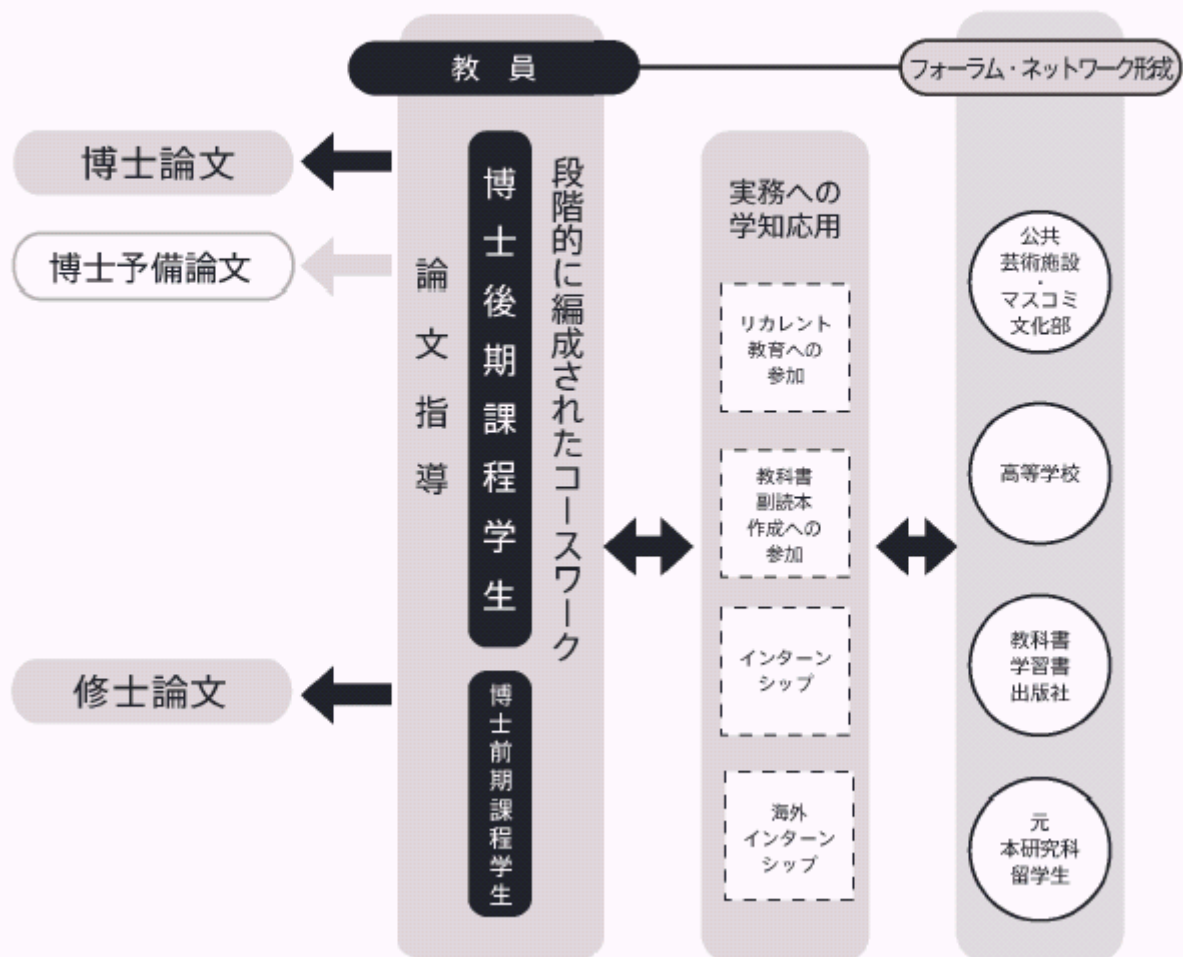 教 員
フォーラム・ネットワーク形成
博士論文
博士予備論文
修士論文
論文指導
博士後期課程学生
博士前期課程学生
段階的に編成されたコースワーク
実務への
学知応用
リカレント
教育への
参加
教科書
副読本
作成への
参加
インターン
シップ
海外
インターン
シップ
公共
芸術施設
・
マスコミ
文化部
高等学校
教科書
学習書
出版社
元
本研究科
留学生